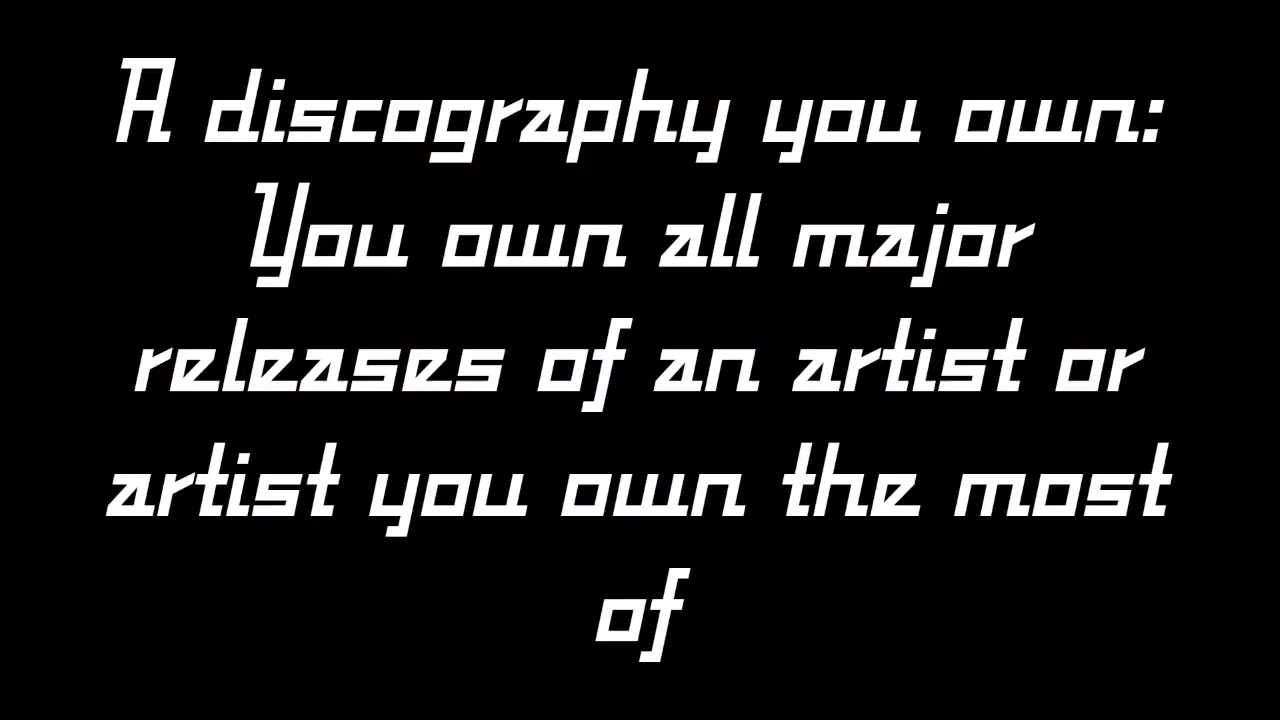 A discography you own:
You own all major
releases of an artist or
artist you own the most
of